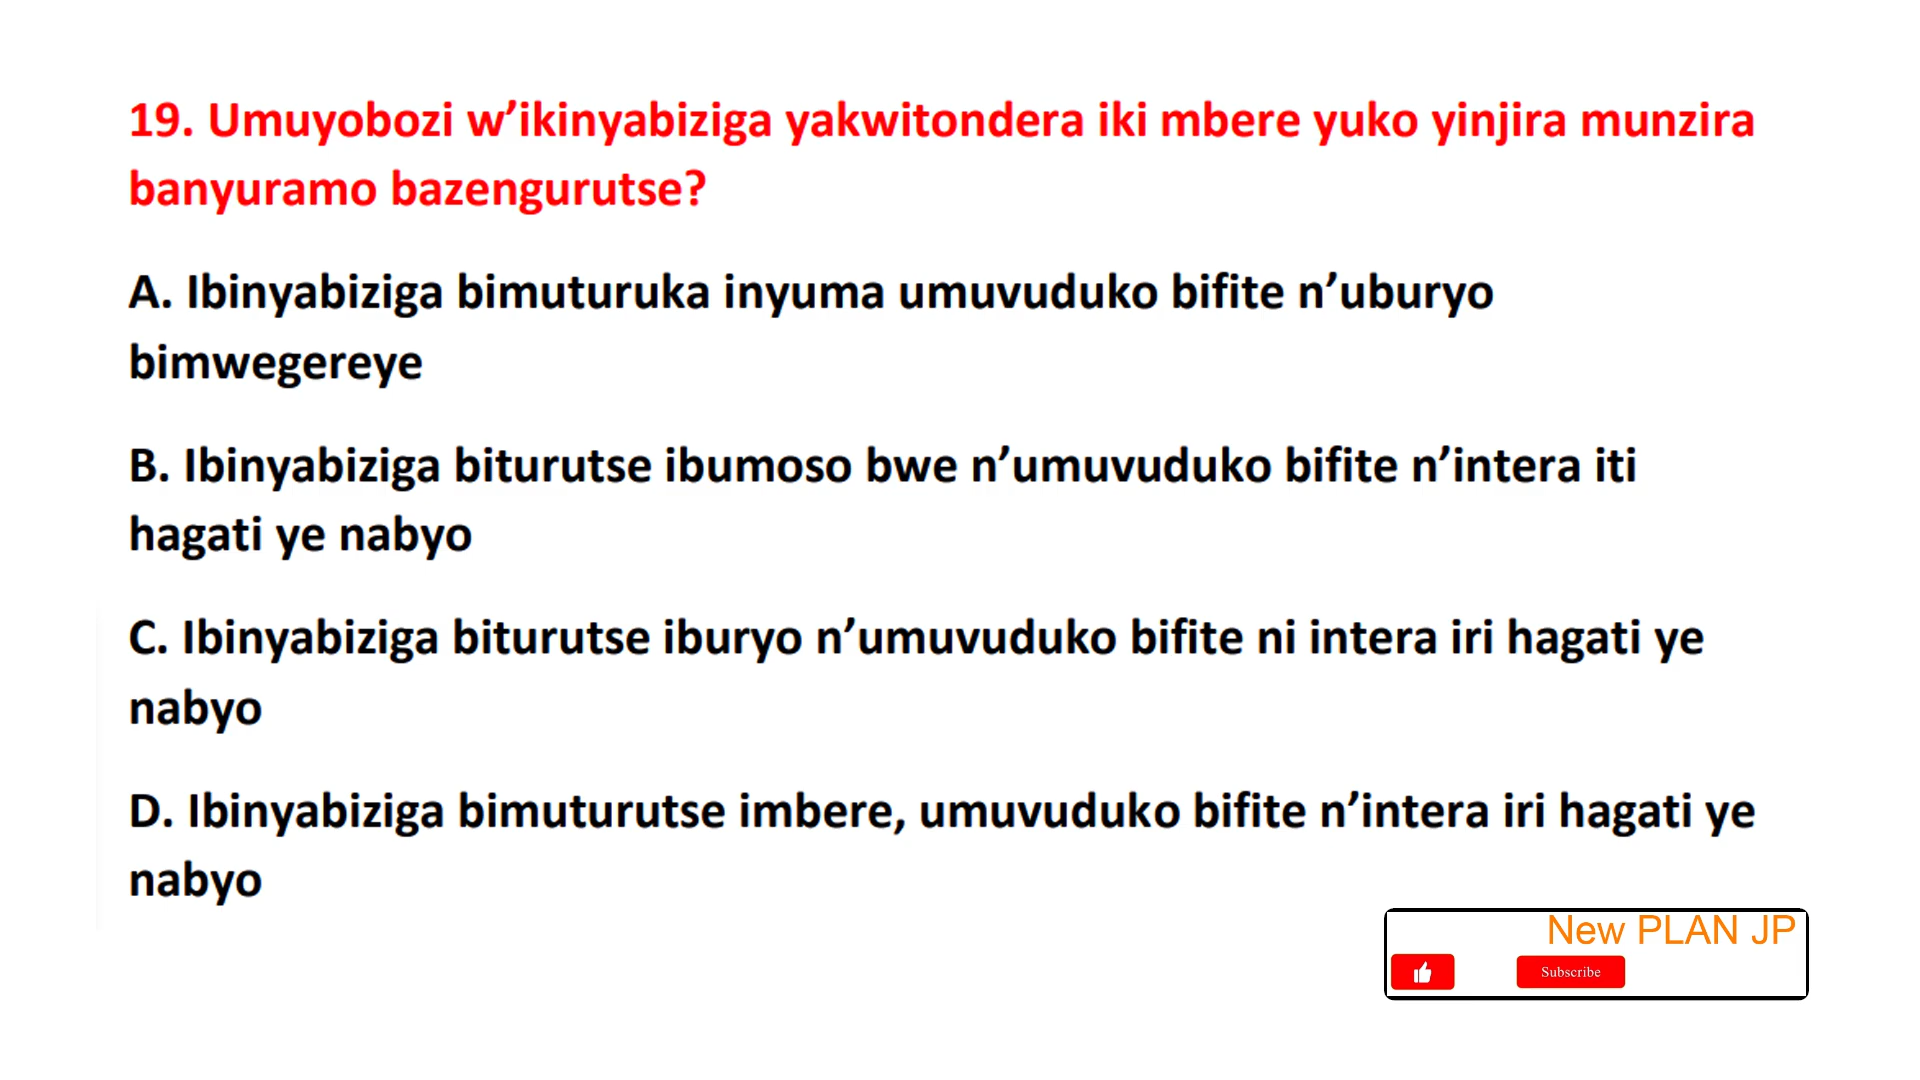 19. Umuyobozi w’ikinyabiziga yakwitondera iki mbere yuko yinjira munzira
banyuramo bazengurutse?
A. Ibinyabiziga bimuturuka inyuma umuvuduko bifite n’uburyo
bimwegereye
B. Ibinyabiziga biturutse ibumoso bwe n’umuvuduko bifite n’intera iti
hagati ye nabyo
C. Ibinyabiziga biturutse iburyo n’umuvuduko bifite ni intera iri hagati ye
nabyo
D. Ibinyabiziga bimuturutse imbere, umuvuduko bifite n’intera iri hagati ye
nabyo
New PLAN JP
Subscribe